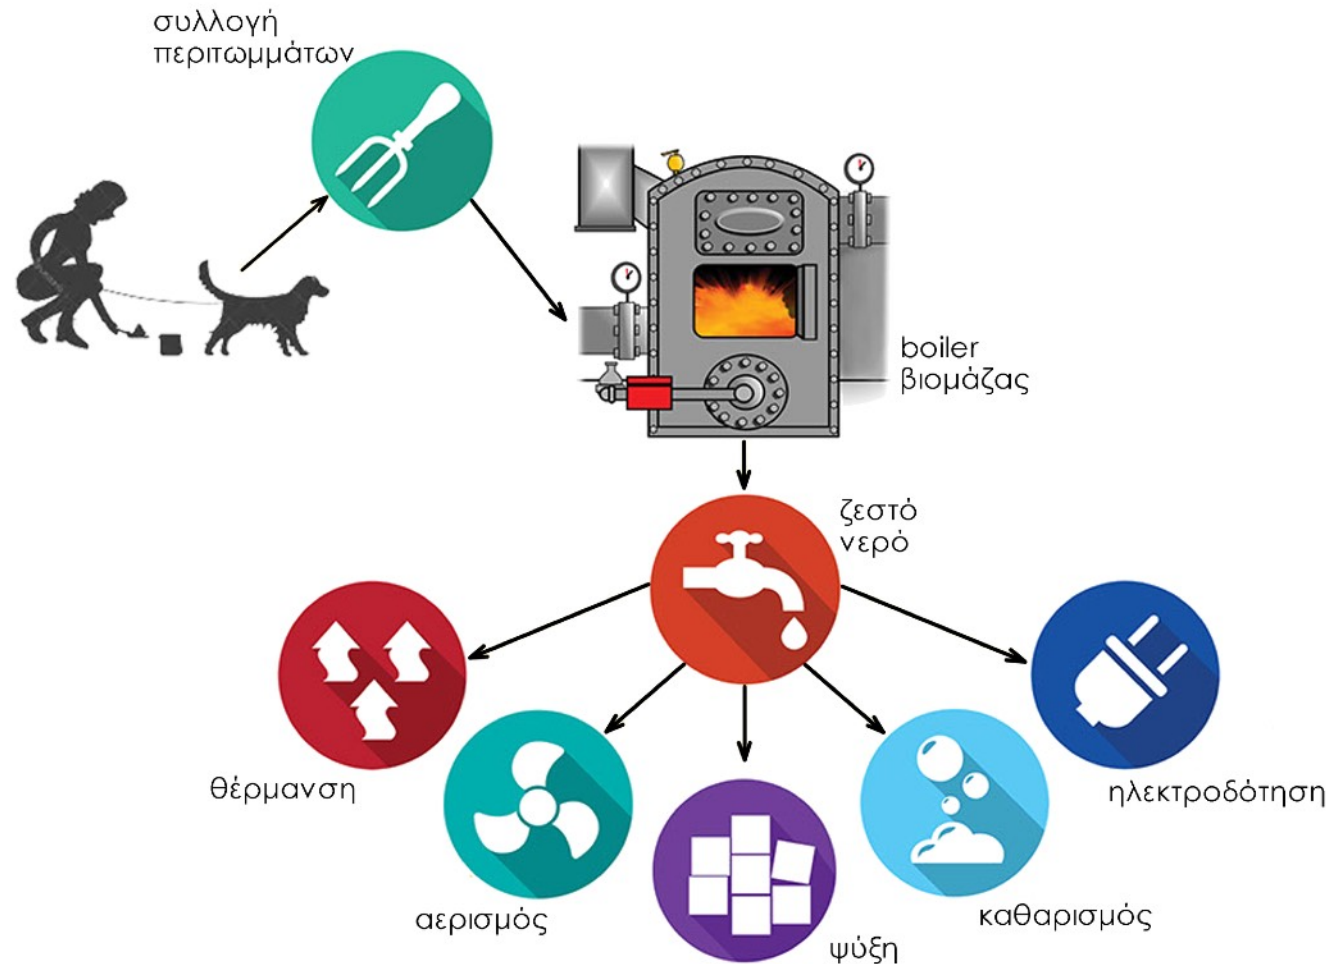 συλλογή
περιτωμμάτων
boiler
βιομάζας
ζεστό
νερό
θέρμανση
ηλεκτροδότηση
αερισμός
καθαρισμός
ψύξη